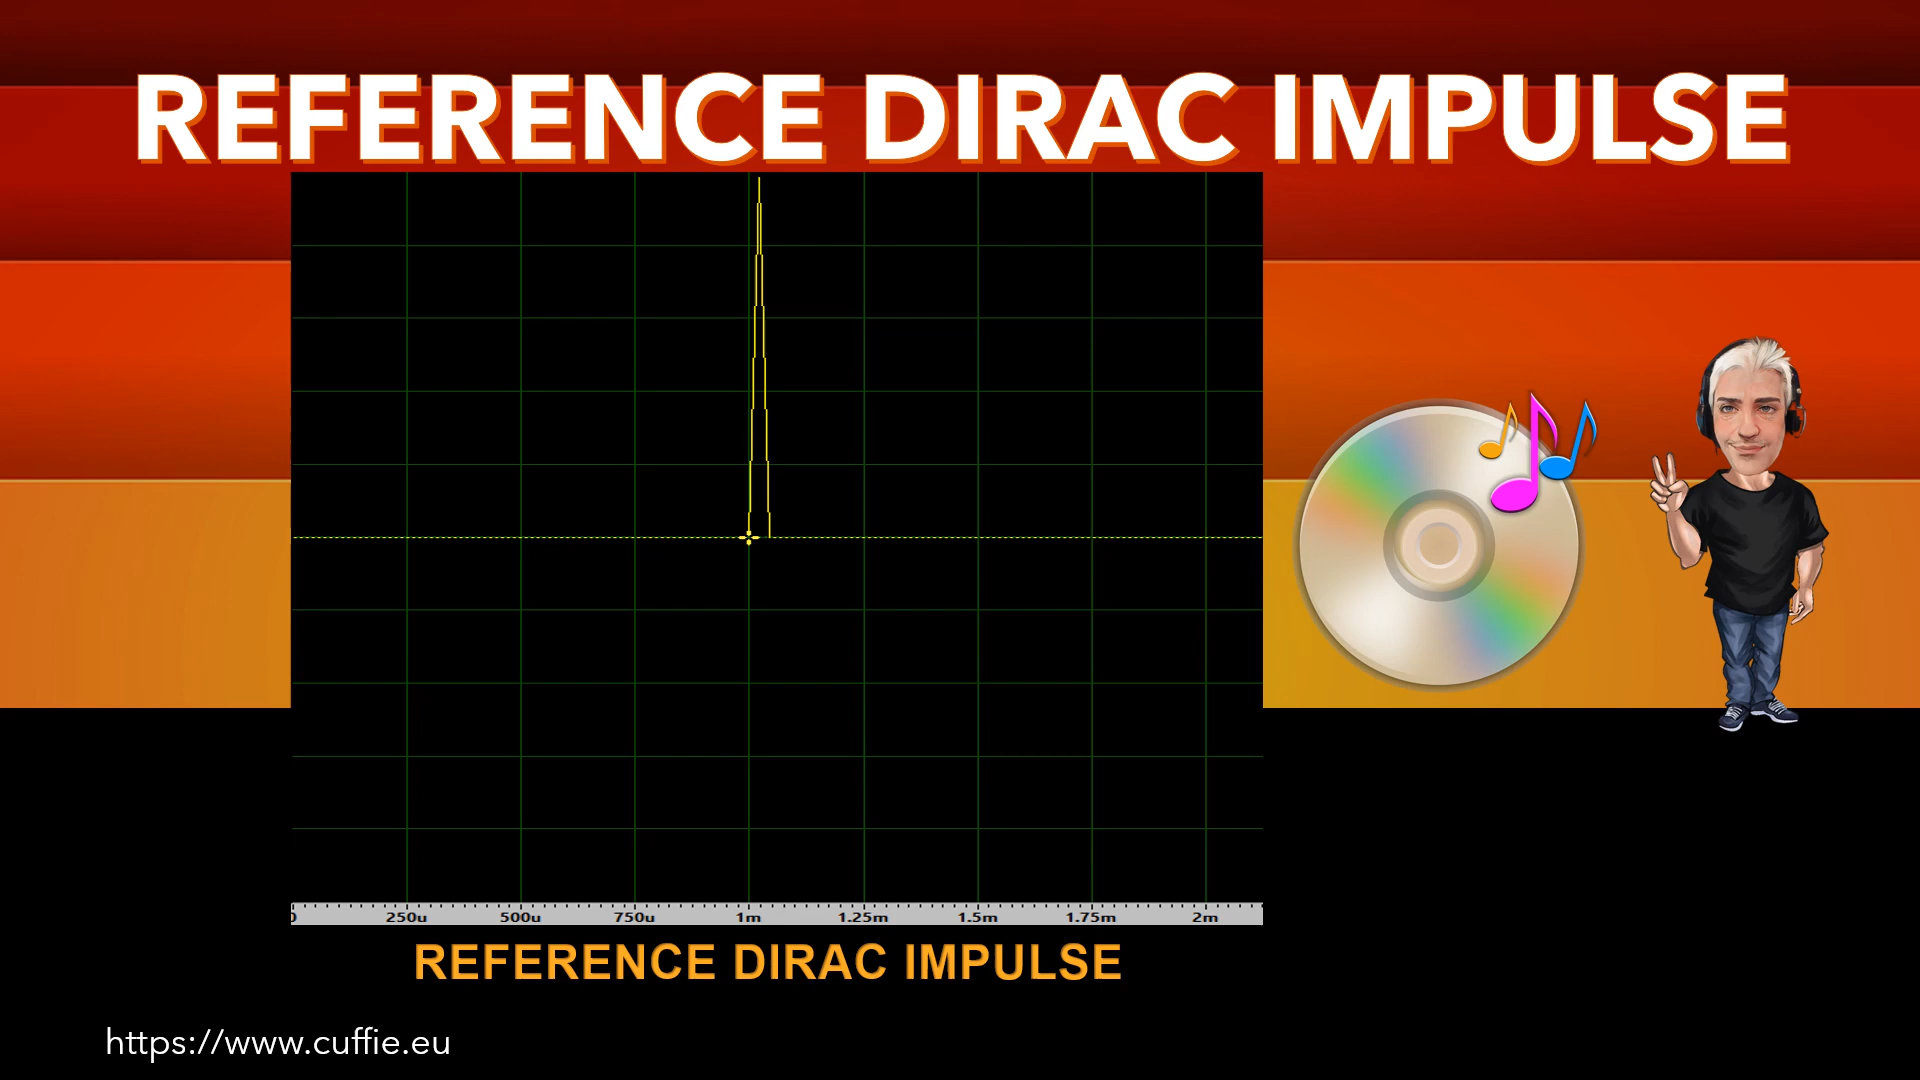 REFERENCE DIRAC IMPULSE
0 250u 500u 750u 1m 1.25m 1.5m 1.75m 2m
REFERENCE DIRAC IMPULSE
https://www.cuffie.eu